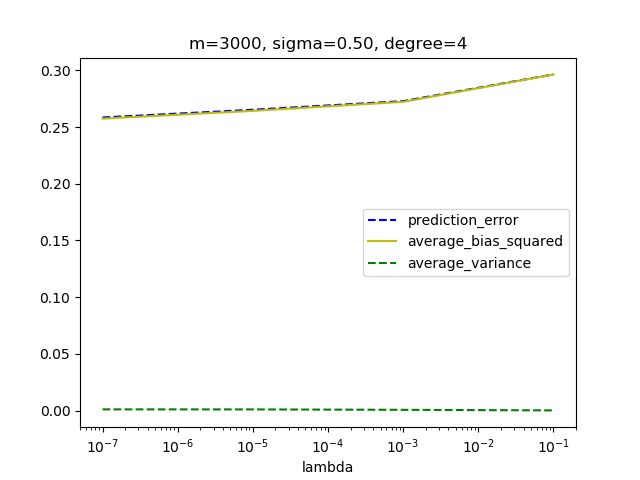 m=3000, sigma=0.50, degree=4
0.30
0.25
0.20
0.15
0.10
0.05
0.00
prediction_error
average_bias_squared
average_variance
10⁻⁷ 10⁻⁶ 10⁻⁵ 10⁻⁴ 10⁻³ 10⁻² 10⁻¹
lambda